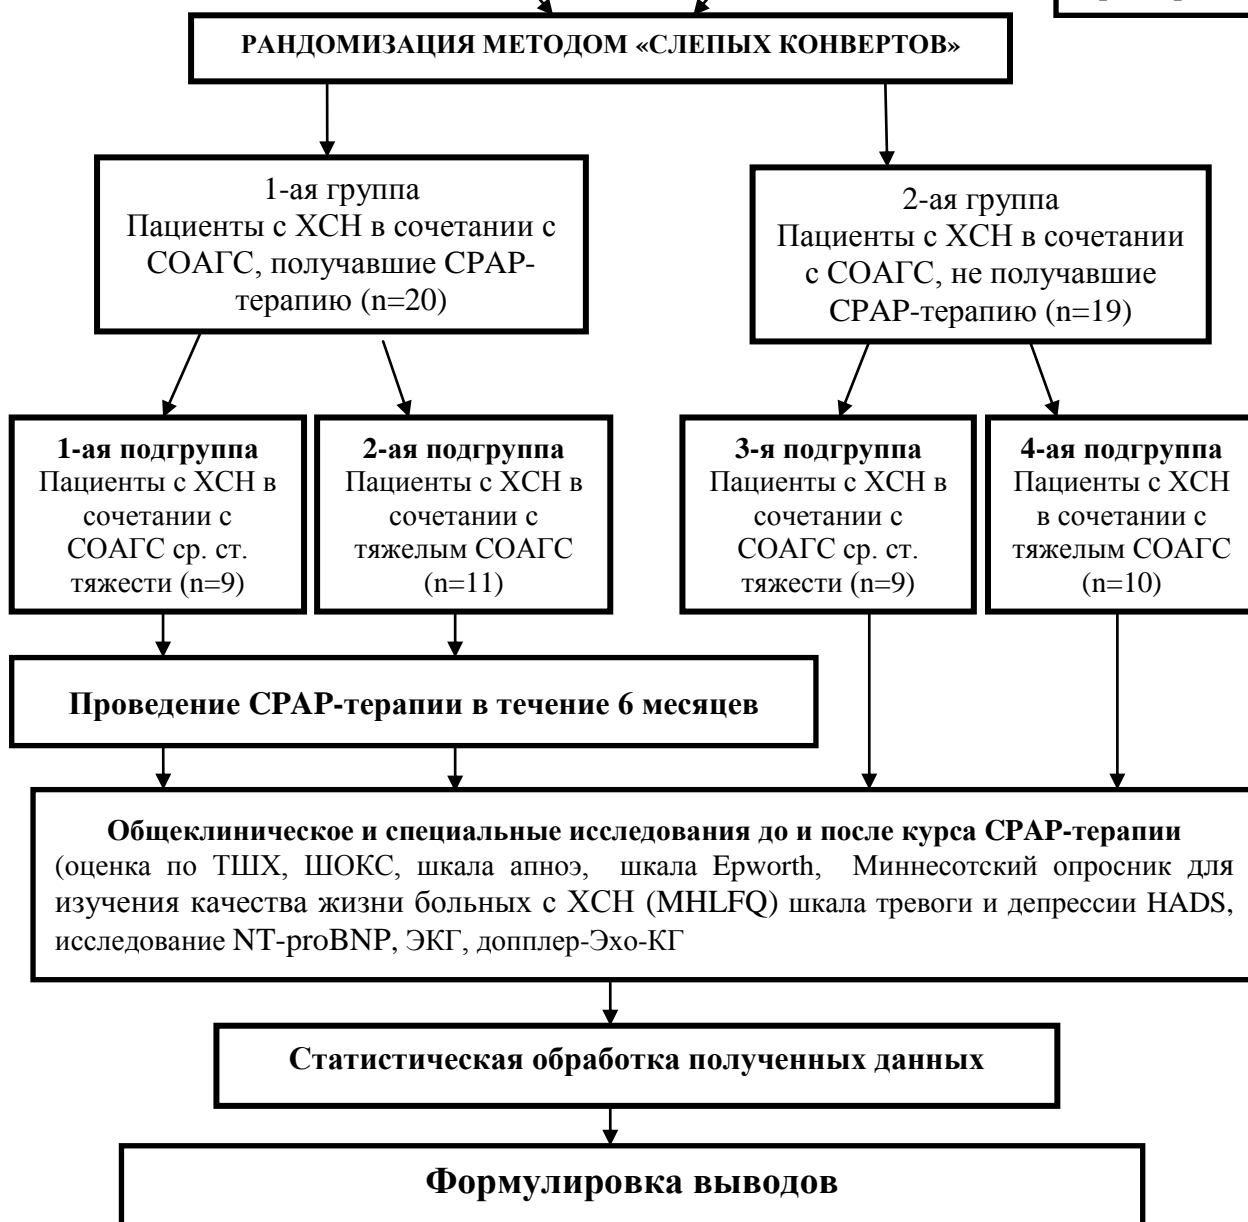 РАНДОМИЗАЦИЯ МЕТОДОМ «СЛЕПЫХ КОНВЕРТОВ»
1-ая группа
Пациенты с ХСН в сочетании с
СОАГС, получавшие CPAP-
терапию (n=20)
2-ая группа
Пациенты с ХСН в сочетании
с СОАГС, не получавшие
CPAP-терапию (n=19)
1-ая подгруппа
Пациенты с ХСН в
сочетании с
СОАГС ср. ст.
тяжести (n=9)
2-ая подгруппа
Пациенты с ХСН в
сочетании с
тяжелым СОАГС
(n=11)
3-я подгруппа
Пациенты с ХСН в
сочетании с
СОАГС ср. ст.
тяжести (n=9)
4-ая подгруппа
Пациенты с ХСН
в сочетании с
тяжелым СОАГС
(n=10)
Проведение CPAP-терапии в течение 6 месяцев
Общеклиническое и специальные исследования до и после курса CPAP-терапии
(оценка по ТШХ, ШОКС, шкала апноэ, шкала Epworth, Миннесотский опросник для
изучения качества жизни больных с ХСН (MHLFQ) шкала тревоги и депрессии HADS,
исследование NT-proBNP, ЭКГ, допплер-Эхо-КГ
Статистическая обработка полученных данных
Формулировка выводов